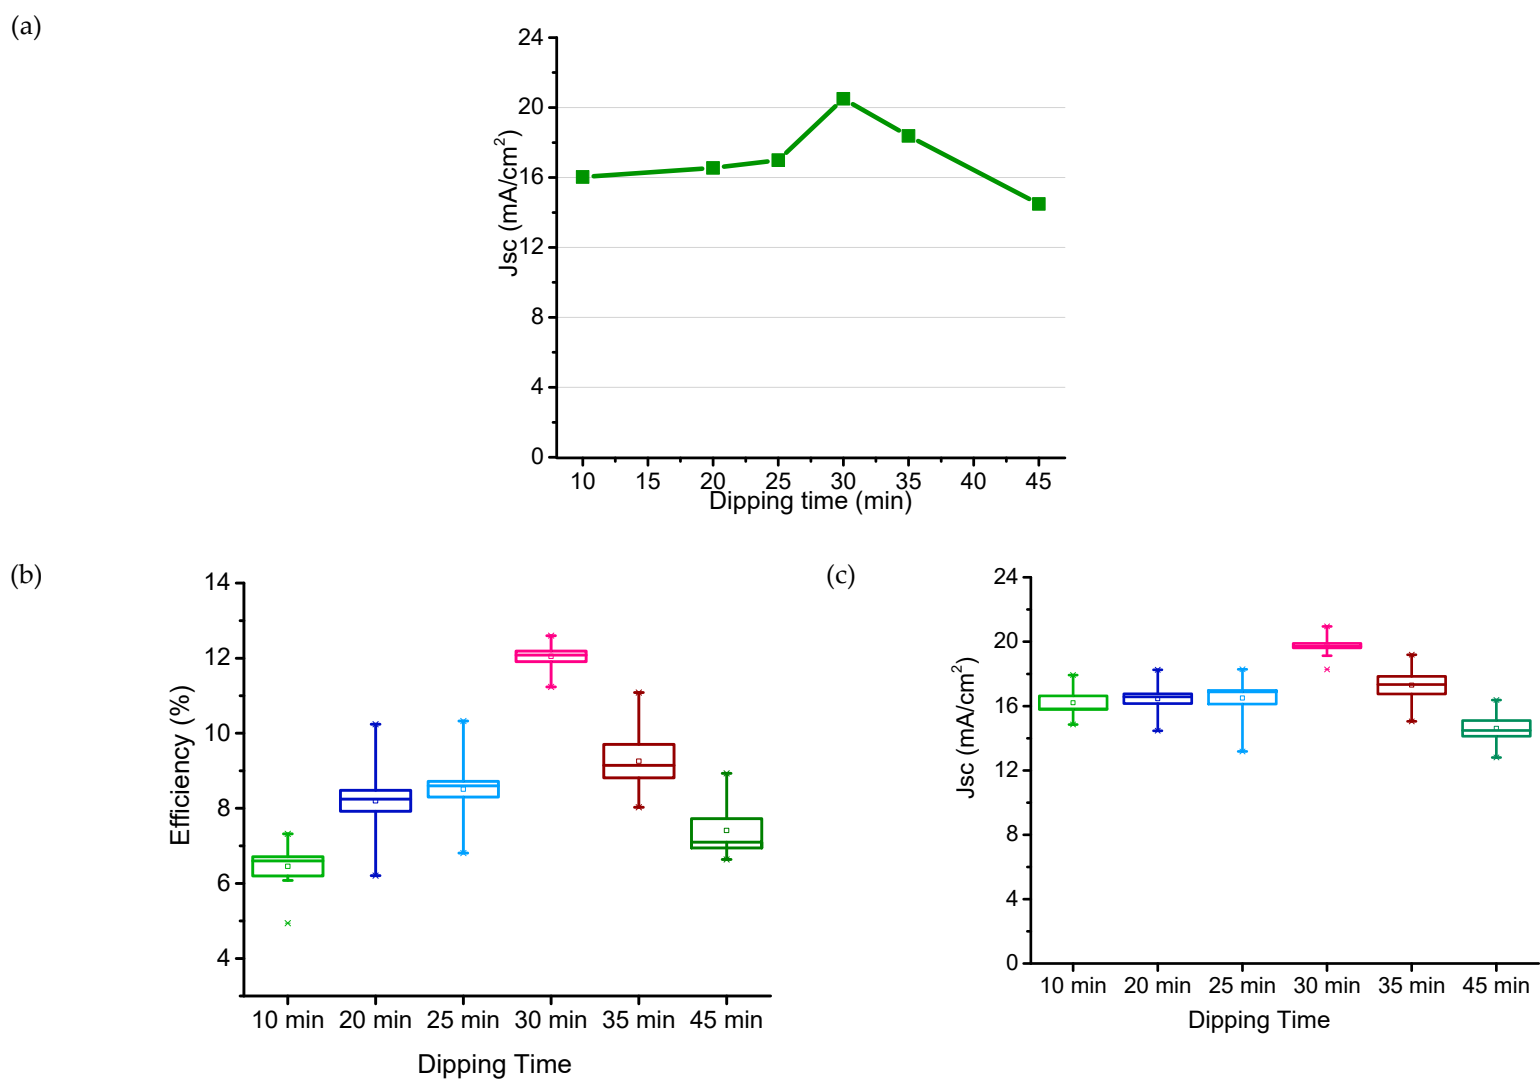 (a)
24
20
16
12
8
4
0
Jsc (mA/cm²)
10 15 20 25 30 35 40 45
Dipping time (min)
(b)
14
12
10
8
6
4
Efficiency (%)
10 min 20 min 25 min 30 min 35 min 45 min
Dipping Time
(c)
24
20
16
12
8
4
0
Jsc (mA/cm²)
10 min 20 min 25 min 30 min 35 min 45 min
Dipping Time